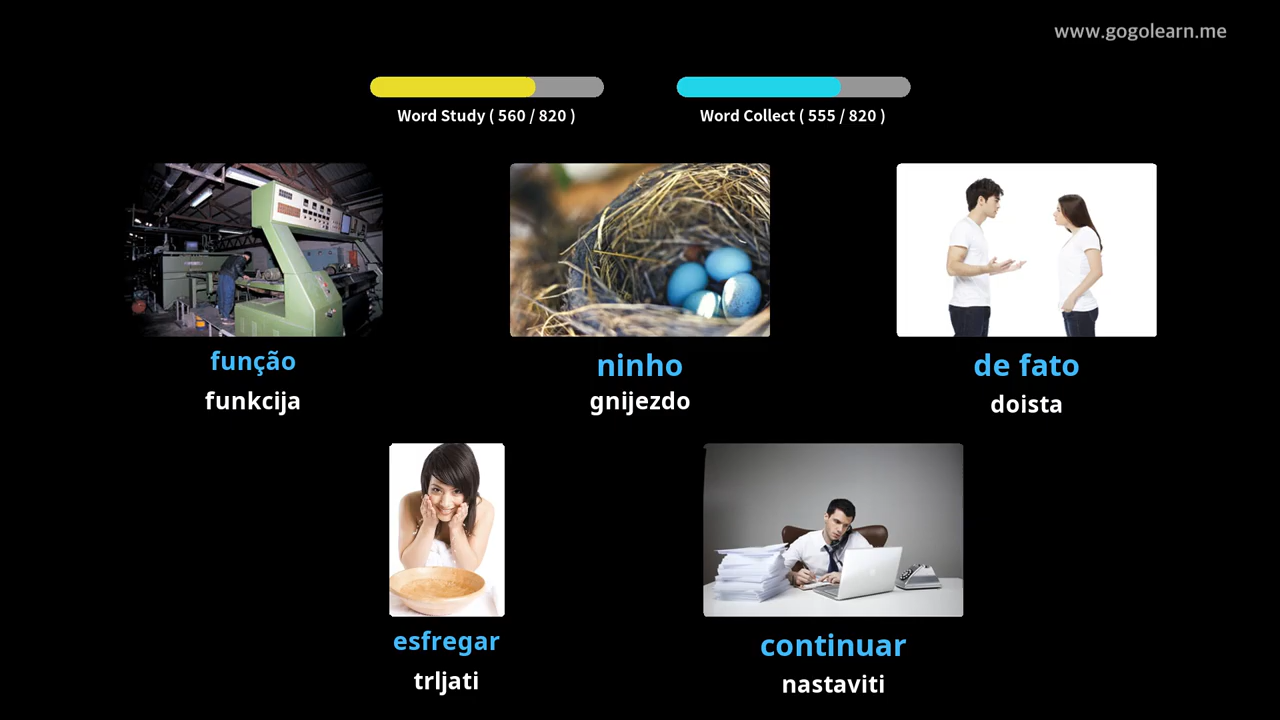 www.gogolearn.me
Word Study ( 560 / 820 )
Word Collect ( 555 / 820 )
função
funkcija
ninho
gnijezdo
de fato
doista
esfregar
trljati
continuar
nastaviti